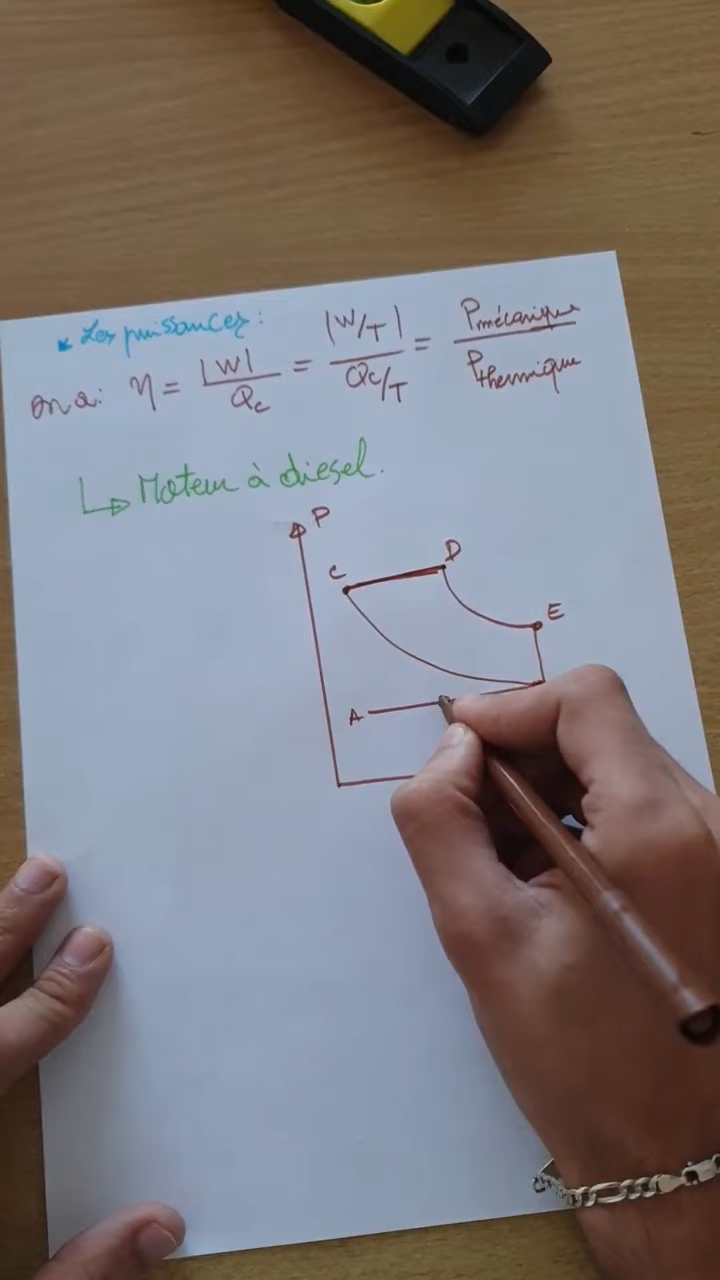 Les puissances :
on a: η = |W| / Qc = |W/T| / Qc/T = Pmécanique / Pthermique
↳ Moteur à diesel.
P
C D
E
A